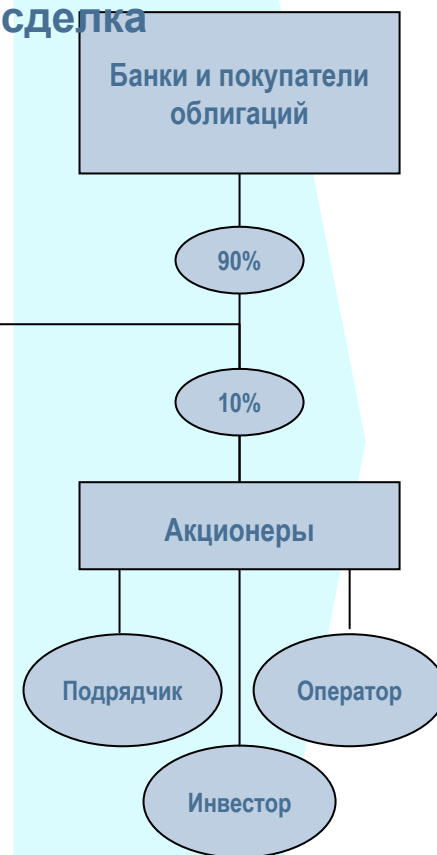 сделка
Банки и покупатели
облигаций
90%
10%
Акционеры
Подрядчик
Оператор
Инвестор